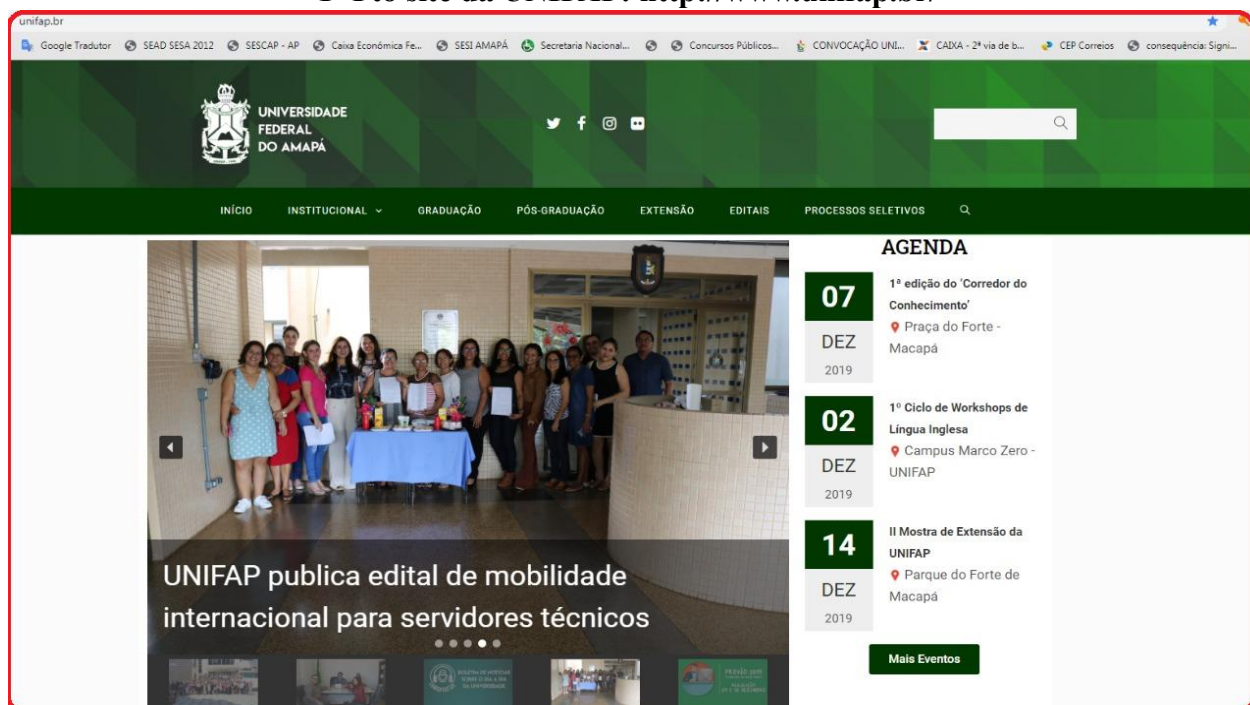 unifap.br
Google Tradutor SEAD SESA 2012 SESCAP - AP Caixa Econômica Fe... SESI AMAPÁ Secretaria Nacional... Concursos Públicos... CONVOCAÇÃO UNI... CAIXA - 2ª via de b... CEP Correios consequência: Signi...
UNIVERSIDADE
FEDERAL
DO AMAPÁ
INÍCIO INSTITUCIONAL GRADUAÇÃO PÓS-GRADUAÇÃO EXTENSÃO EDITAIS PROCESSOS SELETIVOS
UNIFAP publica edital de mobilidade
internacional para servidores técnicos
AGENDA
07
DEZ
2019
1ª edição do 'Corredor do
Conhecimento'
Praça do Forte -
Macapá
02
DEZ
2019
1º Ciclo de Workshops de
Língua Inglesa
Campus Marco Zero -
UNIFAP
14
DEZ
2019
II Mostra de Extensão da
UNIFAP
Parque do Forte de
Macapá
Mais Eventos